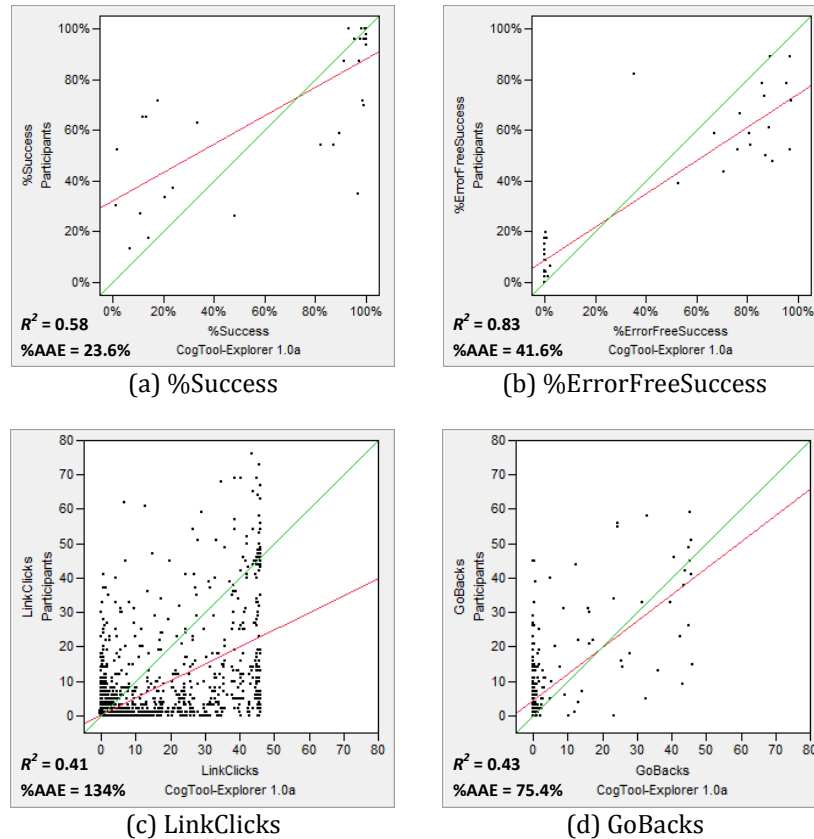 100%
80%
60%
40%
20%
0%
%Success
Participants
0% 20% 40% 60% 80% 100%
R² = 0.58
%Success
%AAE = 23.6%
CogTool-Explorer 1.0a
(a) %Success
100%
80%
60%
40%
20%
0%
%ErrorFreeSuccess
Participants
0% 20% 40% 60% 80% 100%
R² = 0.83
%ErrorFreeSuccess
%AAE = 41.6%
CogTool-Explorer 1.0a
(b) %ErrorFreeSuccess
80
70
60
50
40
30
20
10
0
LinkClicks
Participants
0 10 20 30 40 50 60 70 80
R² = 0.41
LinkClicks
%AAE = 134%
CogTool-Explorer 1.0a
(c) LinkClicks
80
70
60
50
40
30
20
10
0
GoBacks
Participants
0 10 20 30 40 50 60 70 80
R² = 0.43
GoBacks
%AAE = 75.4%
CogTool-Explorer 1.0a
(d) GoBacks